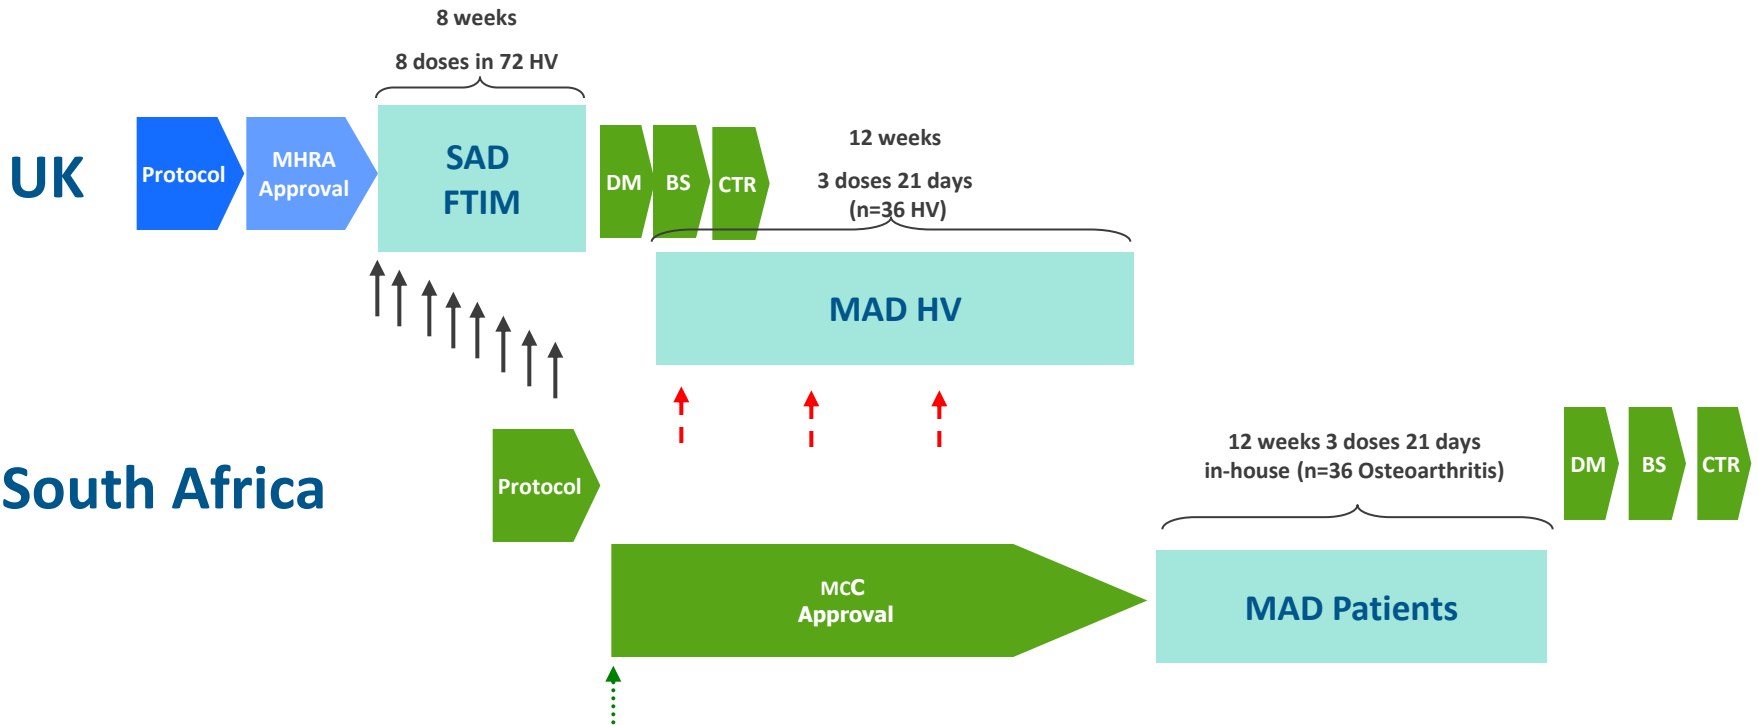 8 weeks
8 doses in 72 HV
UK
Protocol
MHRA
Approval
SAD
FTIM
DM
BS
CTR
12 weeks
3 doses 21 days
(n=36 HV)
MAD HV
South Africa
Protocol
MCC
Approval
12 weeks 3 doses 21 days
in-house (n=36 Osteoarthritis)
MAD Patients
DM
BS
CTR